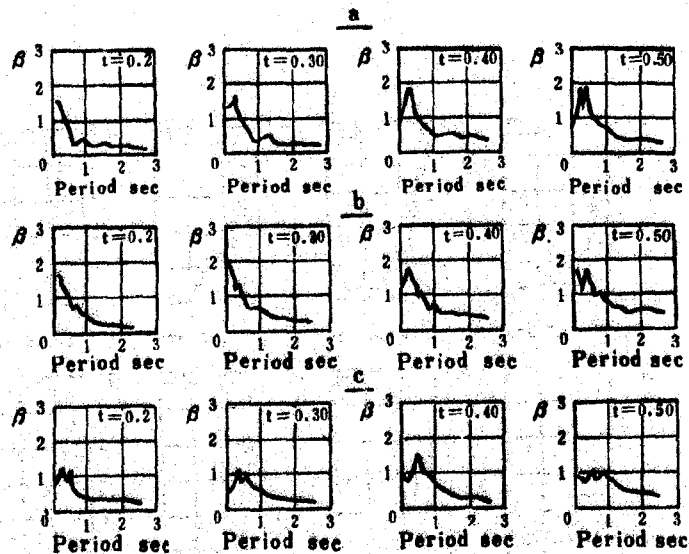 a
β 3 2 1 0 t=0.2 1 2 3 Period sec
β 3 2 1 0 t=0.30 1 2 3 Period sec
β 3 2 1 0 t=0.40 1 2 3 Period sec
β 3 2 1 0 t=0.50 1 2 3 Period sec
b
β 3 2 1 0 t=0.2 1 2 3 Period sec
β 3 2 1 0 t=0.30 1 2 3 Period sec
β 3 2 1 0 t=0.40 1 2 3 Period sec
β. 3 2 1 0 t=0.50 1 2 3 Period sec
c
β 3 2 1 0 t=0.2 1 2 3 Period sec
β 3 2 1 0 t=0.30 1 2 3 Period sec
β 3 2 1 0 t=0.40 1 2 3 Period sec
β 3 2 1 0 t=0.50 1 2 3 Period sec